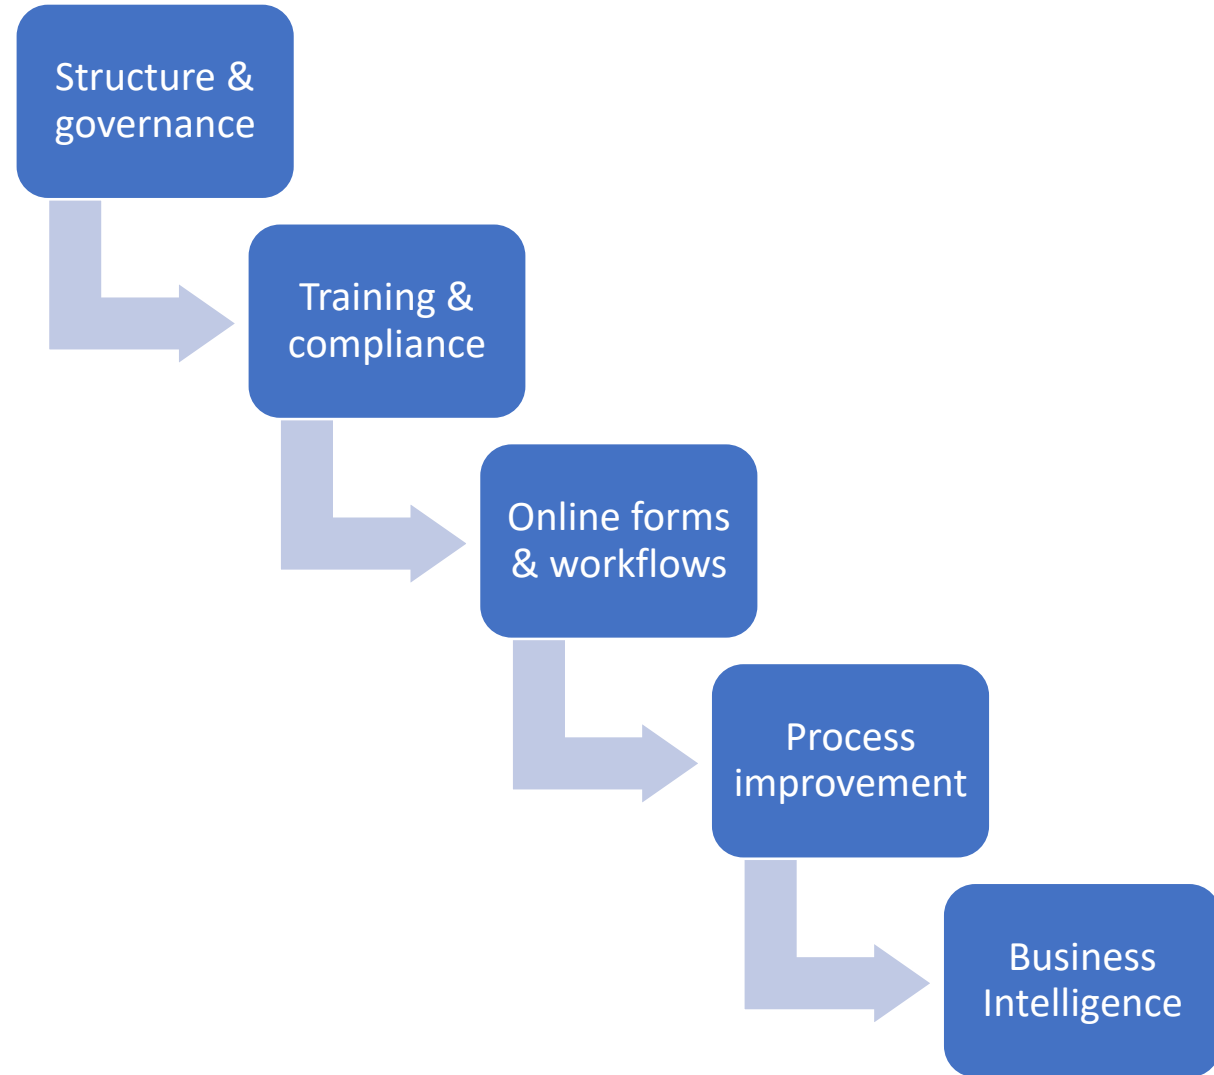 Structure &
governance
Training &
compliance
Online forms
& workflows
Process
improvement
Business
Intelligence